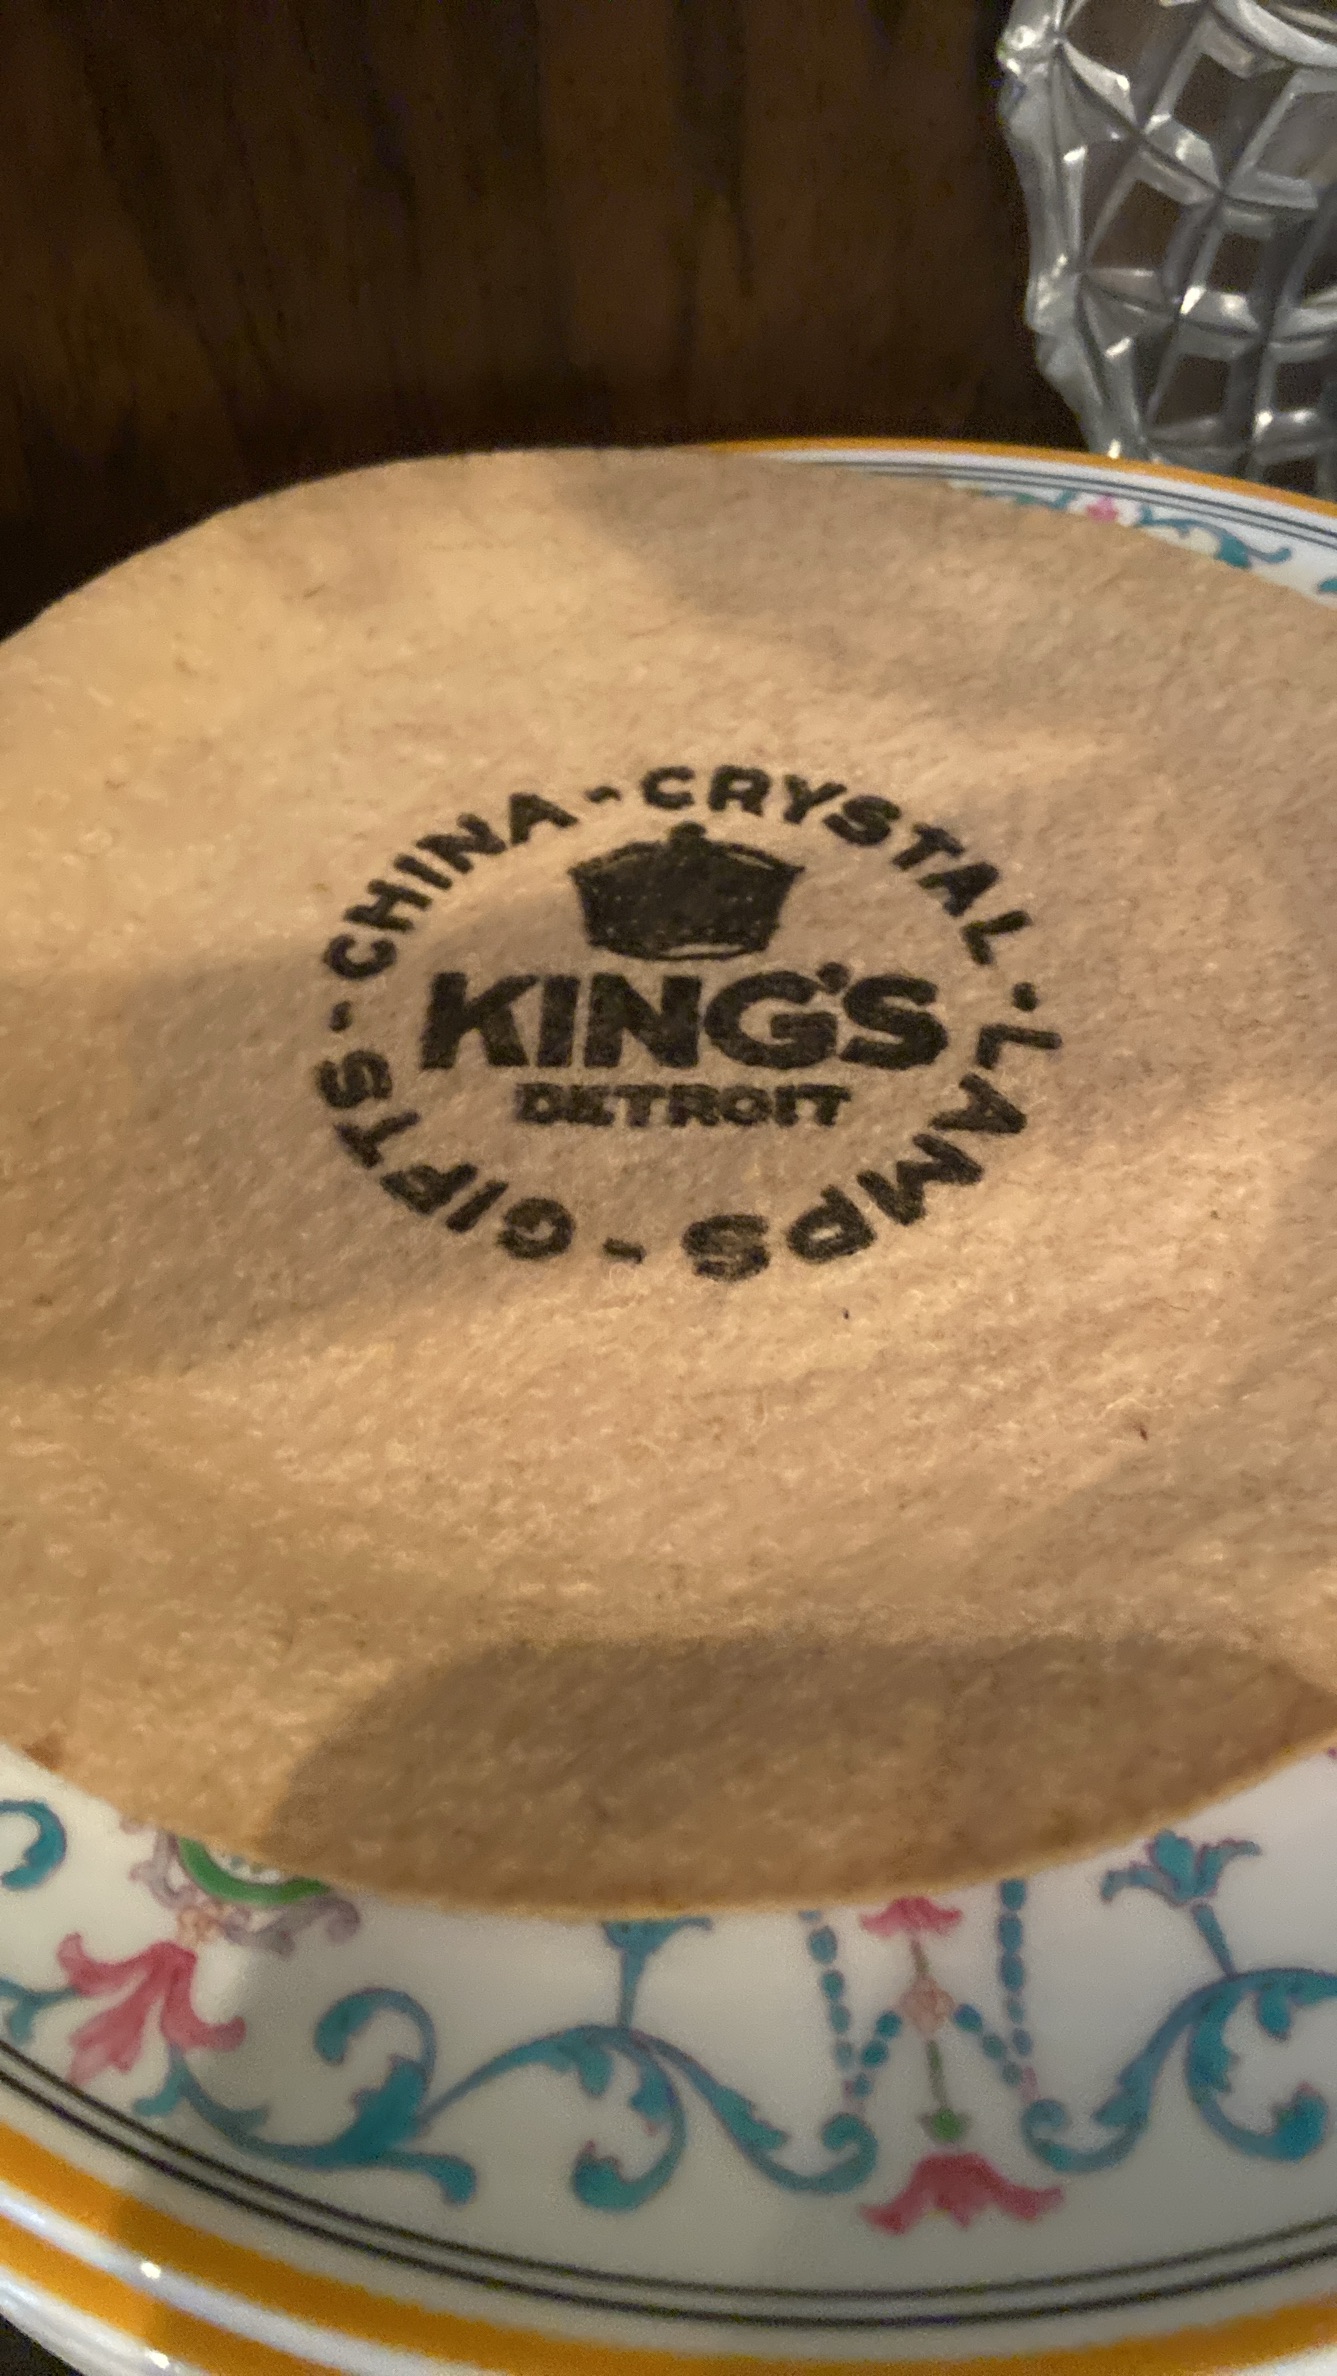 CHINA - CRYSTAL - LAMPS - GIFTS -
KING'S
DETROIT